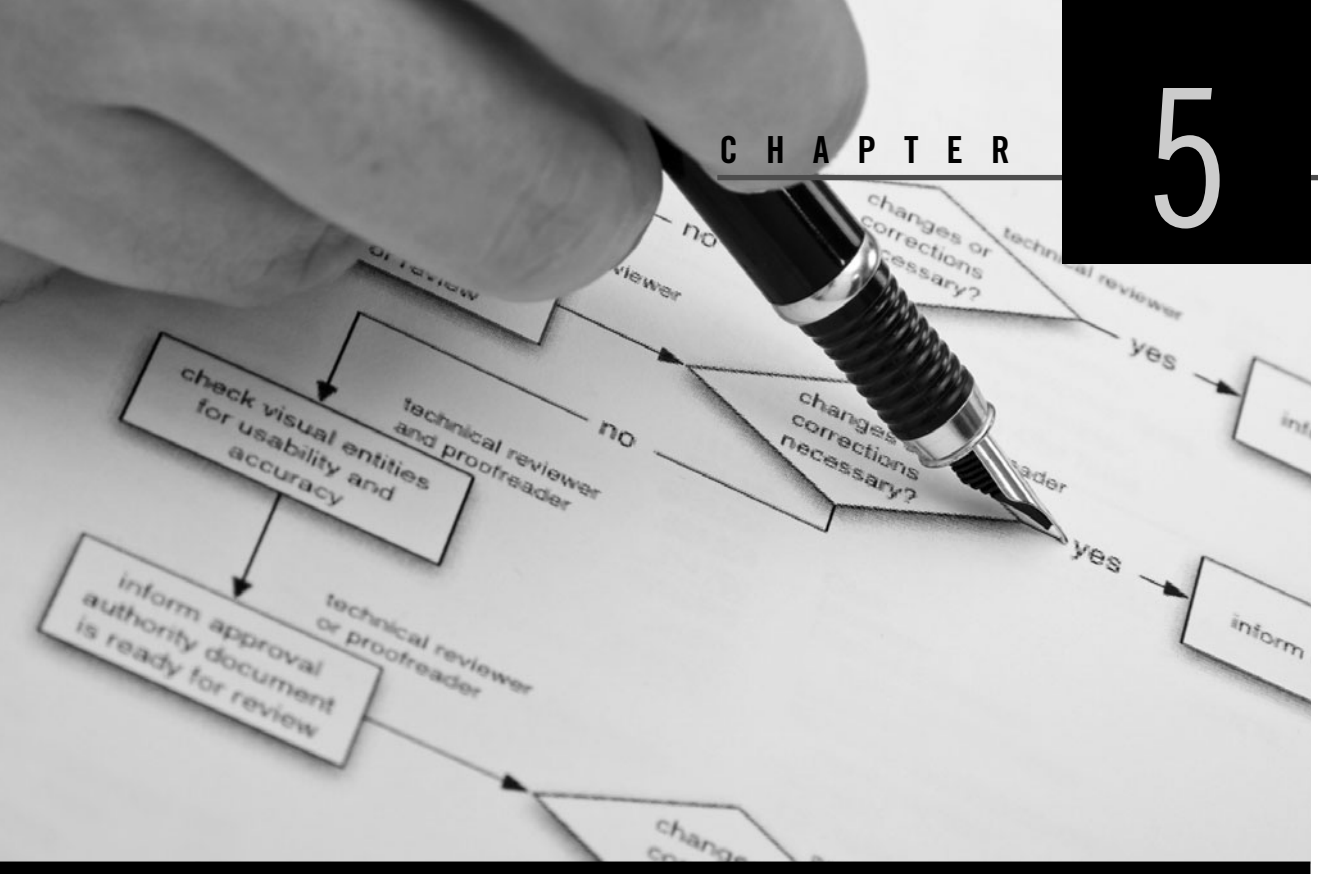 CHAPTER
5
no
changes or
corrections
necessary?
technical reviewer
yes
or review
viewer
check visual entities
for usability and
accuracy
technical reviewer
and proofreader
no
changes
corrections
necessary?
yes
inform
inform approval
authority document
is ready for review
technical reviewer
or proofreader